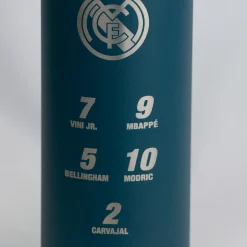 7 9
VINI JR. MBAPPÉ
5 10
BELLINGHAM MODRIC
2
CARVAJAL